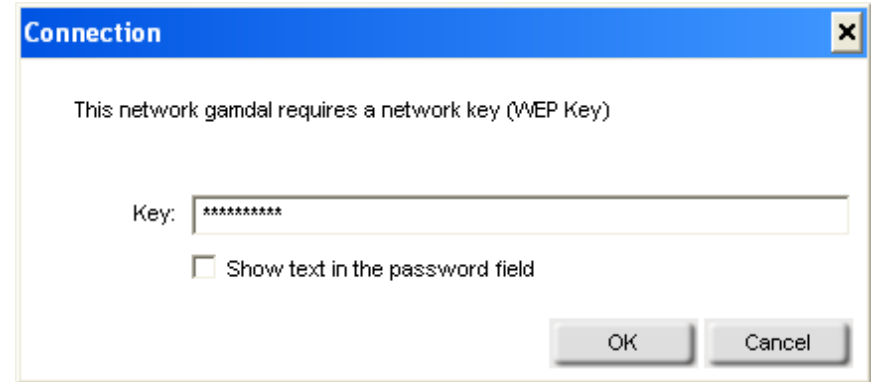 Connection
This network gamdal requires a network key (WEP Key)
Key: **********
Show text in the password field
OK Cancel